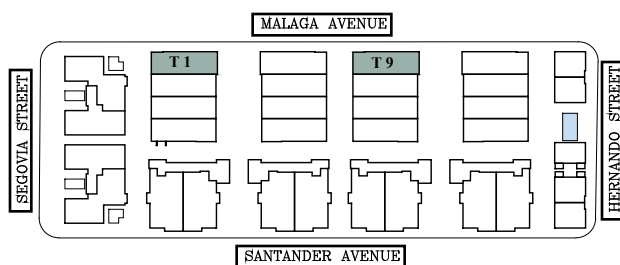 MALAGA AVENUE
T 1
T 9
SEGOVIA STREET
HERNANDO STREET
SANTANDER AVENUE